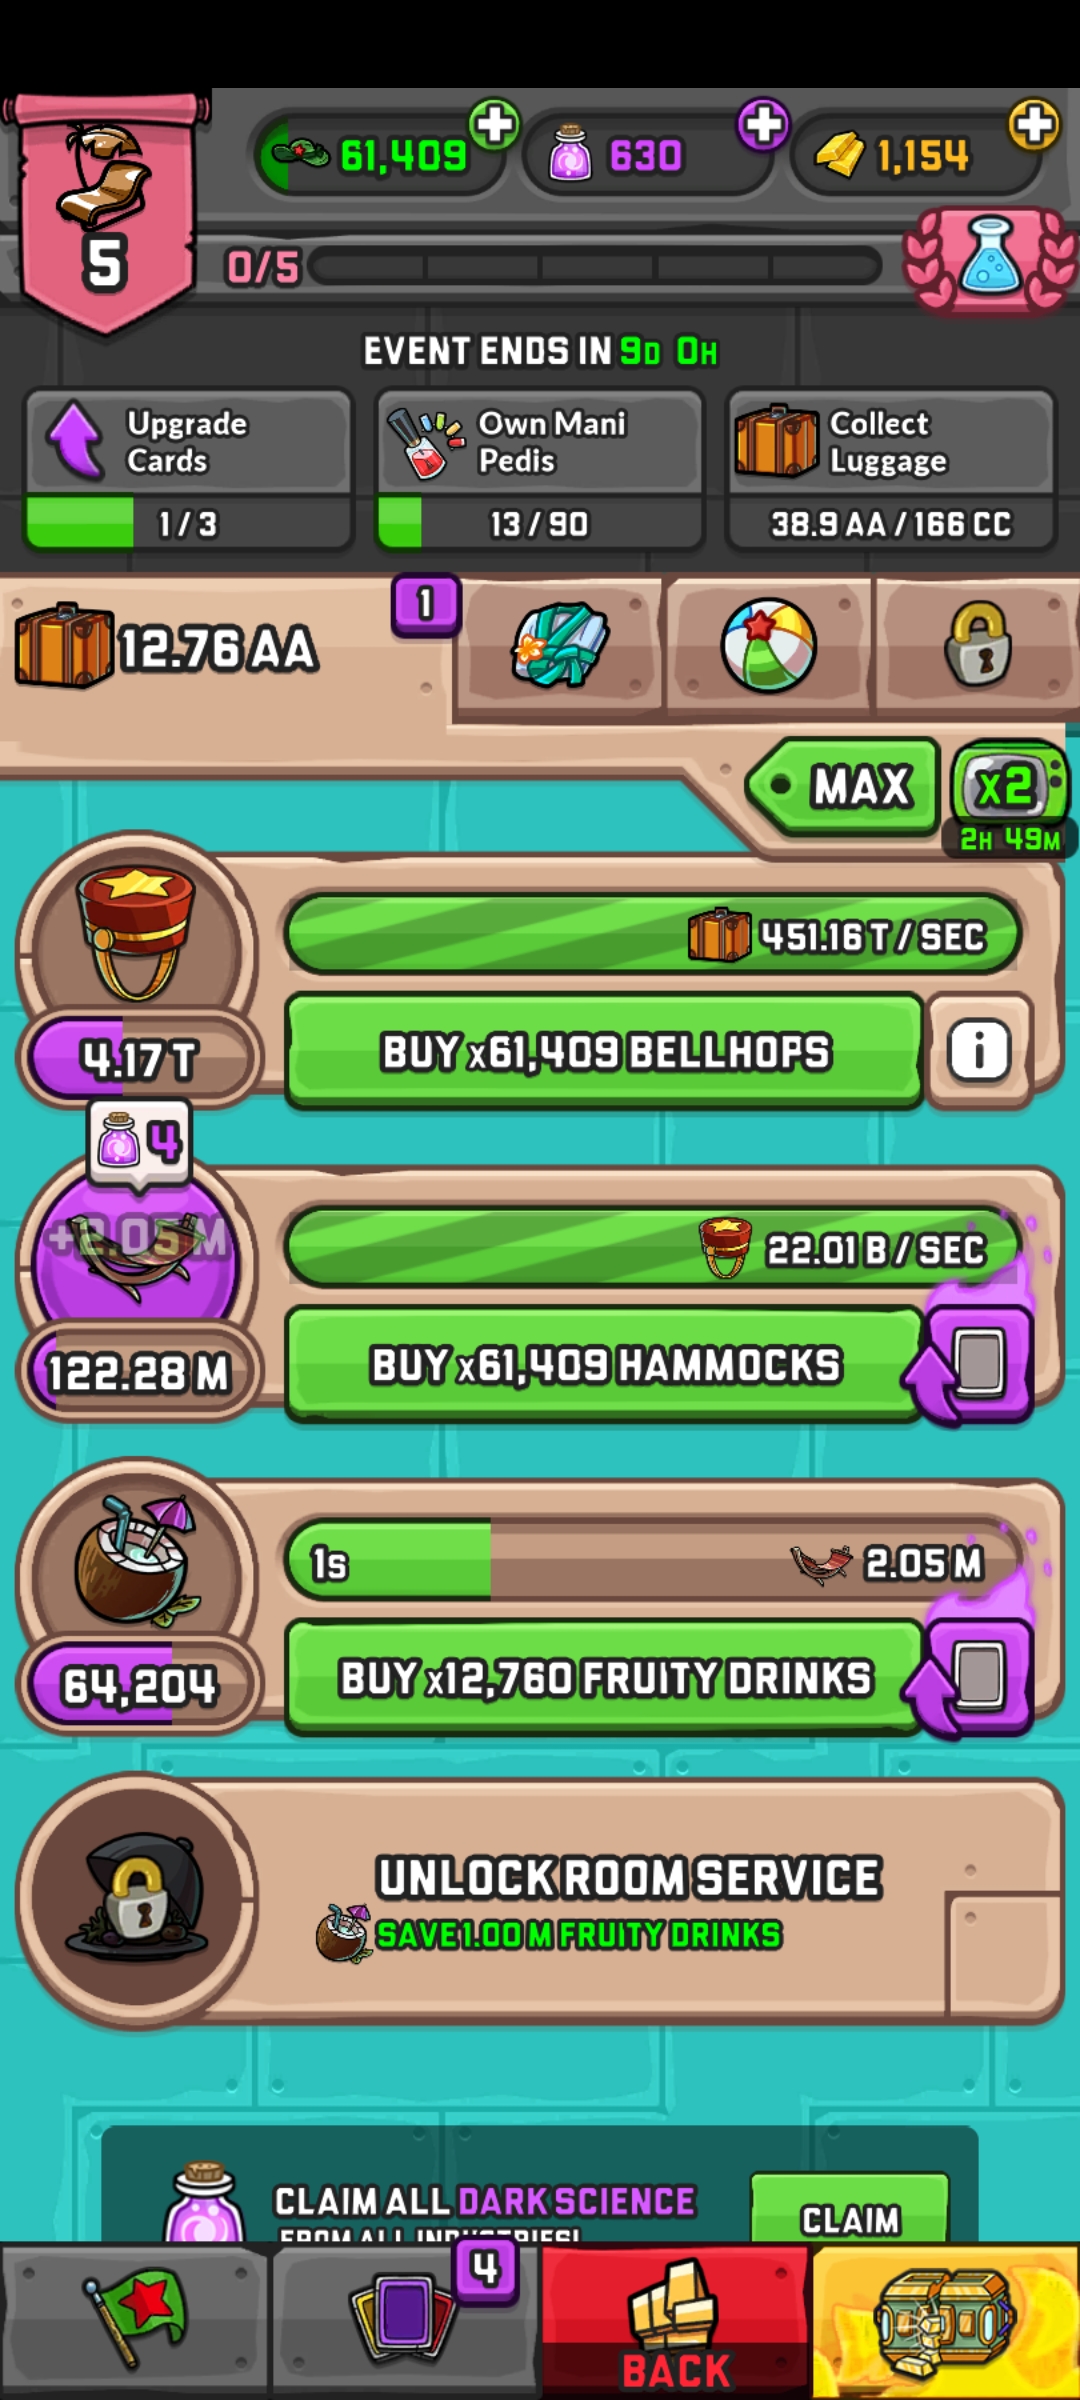 61,409
630
1,154
5
0/5
EVENT ENDS IN 9D 0H
Upgrade
Cards
1/3
Own Mani
Pedis
13/90
Collect
Luggage
38.9 AA/166 CC
12.76 AA
1
MAX
x2
2H 49M
451.16 T/SEC
4.17 T
BUY x61,409 BELLHOPS
i
4
+2.05 M
22.01 B/SEC
122.28 M
BUY x61,409 HAMMOCKS
1s
2.05 M
64,204
BUY x12,760 FRUITY DRINKS
UNLOCK ROOM SERVICE
SAVE 1.00 M FRUITY DRINKS
CLAIM ALL DARK SCIENCE
FROM ALL INDUSTRIES!
CLAIM
4
BACK